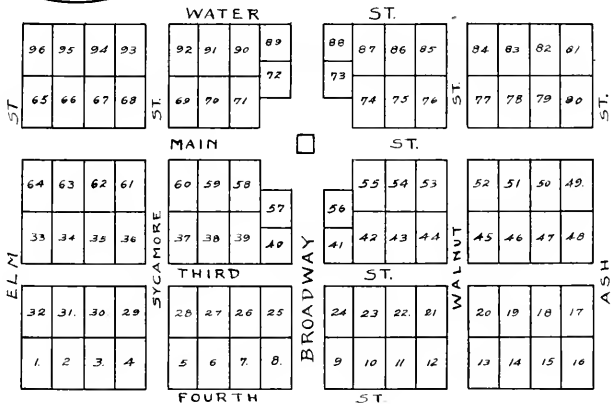 WATER ST.
96 95 94 93 92 91 90 89 88 87 86 85 84 83 82 81
65 66 67 68 69 70 71 72 73 74 75 76 77 78 79 80
ST ST. ST. ST.
MAIN ST.
64 63 62 61 60 59 58 57 56 55 54 53 52 51 50 49.
33 34 35 36 37 38 39 40 41 42 43 44 45 46 47 48
ELM SYCAMORE BROADWAY WALNUT ASH
THIRD ST.
32 31. 30 29 28 27 26 25 24 23 22. 21 20 19 18 17
1. 2 3. 4 5 6 7. 8. 9 10 11 12 13 14 15 16
FOURTH ST.